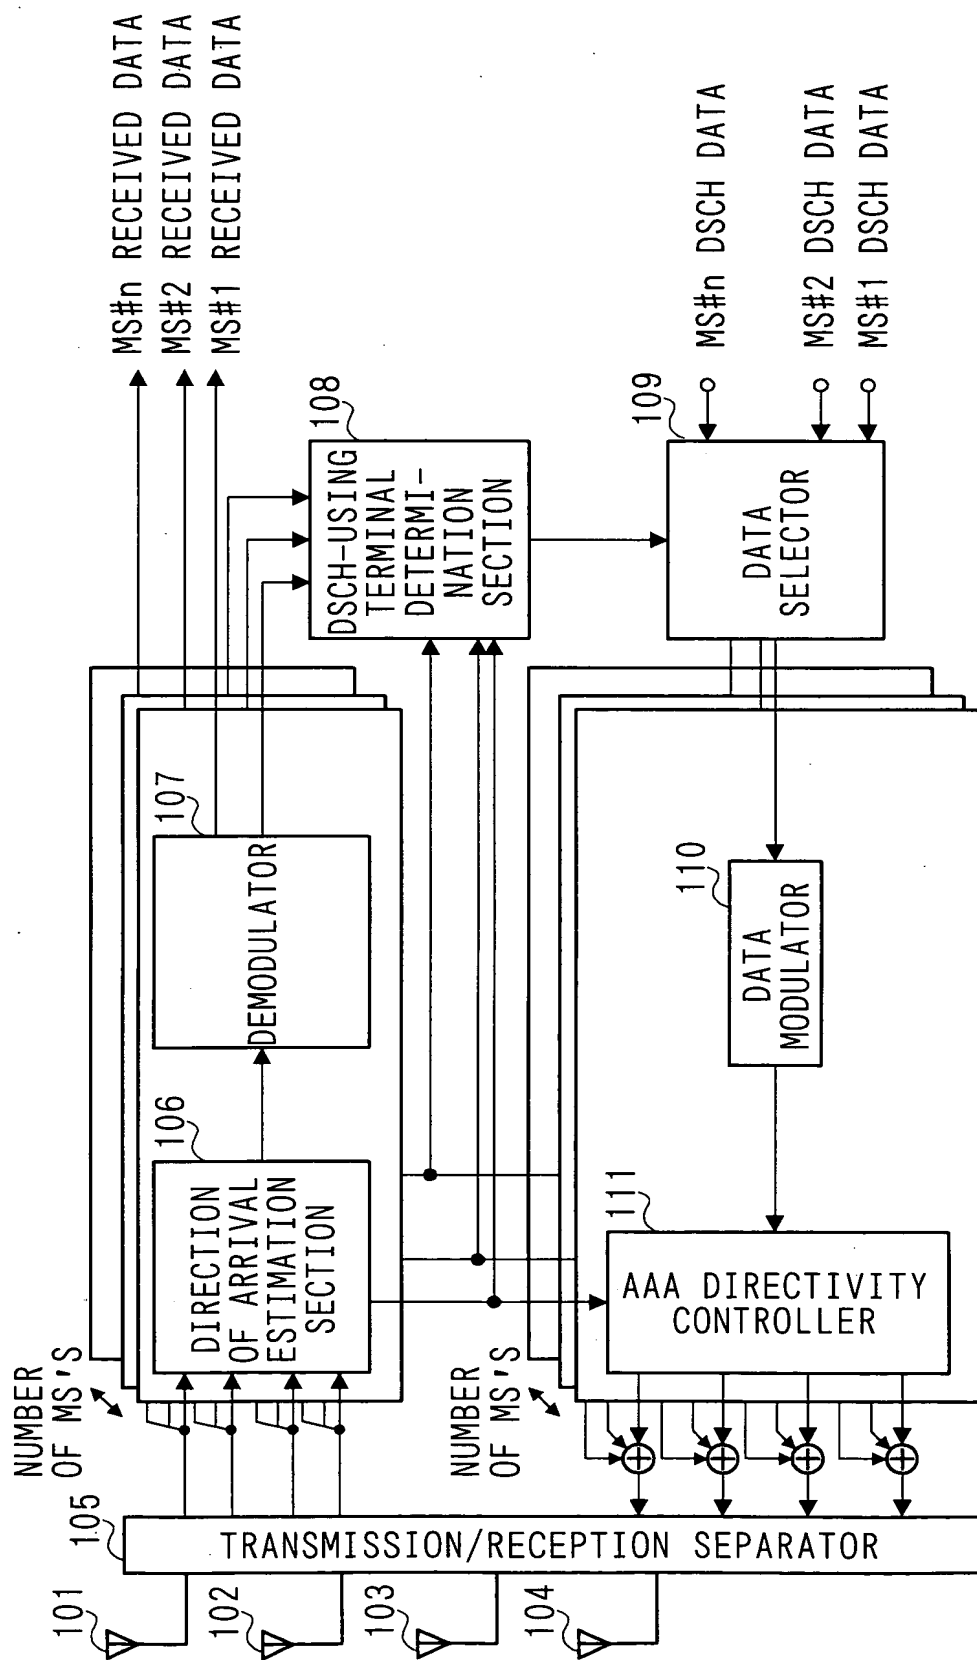 101
102
103
104
105
TRANSMISSION/RECEPTION SEPARATOR
NUMBER
OF MS'S
106
DIRECTION
OF ARRIVAL
ESTIMATION
SECTION
107
DEMODULATOR
MS#n RECEIVED DATA
MS#2 RECEIVED DATA
MS#1 RECEIVED DATA
108
DSCH-USING
TERMINAL
DETERMI-
NATION
SECTION
109
DATA
SELECTOR
MS#n DSCH DATA
MS#2 DSCH DATA
MS#1 DSCH DATA
NUMBER
OF MS'S
110
DATA
MODULATOR
111
AAA DIRECTIVITY
CONTROLLER